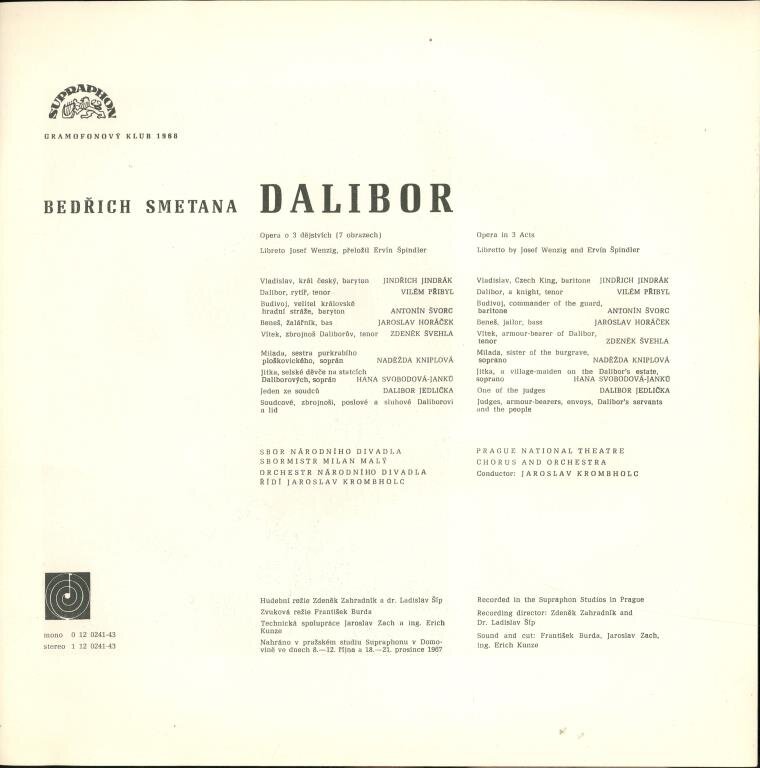 SUPRAPHON
GRAMOFONOVÝ KLUB 1968
BEDŘICH SMETANA DALIBOR
Opera o 3 dějstvích (7 obrazech)
Libreto Josef Wenzig, přeložil Ervín Špindler
Vladislav, král český, baryton JINDŘICH JINDRÁK
Dalibor, rytíř, tenor VILÉM PŘIBYL
Budivoj, velitel královské
hradní stráže, baryton ANTONÍN ŠVORC
Beneš, žalářník, bas JAROSLAV HORÁČEK
Vítek, zbrojnoš Daliborův, tenor ZDENĚK ŠVEHLA
Milada, sestra purkrabího
ploškovického, soprán NADĚŽDA KNIPLOVÁ
Jitka, selské děvče na statcích
Daliborových, soprán HANA SVOBODOVÁ-JANKŮ
Jeden ze soudců DALIBOR JEDLIČKA
Soudcové, zbrojnoši, poslové a sluhové Daliborovi
a lid
SBOR NÁRODNÍHO DIVADLA
SBORMISTR MILAN MALÝ
ORCHESTR NÁRODNÍHO DIVADLA
ŘÍDÍ JAROSLAV KROMBHOLC
Opera in 3 Acts
Libretto by Josef Wenzig and Ervín Špindler
Vladislav, Czech King, baritone JINDŘICH JINDRÁK
Dalibor, a knight, tenor VILÉM PŘIBYL
Budivoj, commander of the guard,
baritone ANTONÍN ŠVORC
Beneš, jailor, bass JAROSLAV HORÁČEK
Vítek, armour-bearer of Dalibor,
tenor ZDENĚK ŠVEHLA
Milada, sister of the burgrave,
soprano NADĚŽDA KNIPLOVÁ
Jitka, a village-maiden on the Dalibor's estate,
soprano HANA SVOBODOVÁ-JANKŮ
One of the judges DALIBOR JEDLIČKA
Judges, armour-bearers, envoys, Dalibor's servants
and the people
PRAGUE NATIONAL THEATRE
CHORUS AND ORCHESTRA
Conductor: JAROSLAV KROMBHOLC
mono 0 12 0241-43
stereo 1 12 0241-43
Hudební režie Zdeněk Zahradník a dr. Ladislav Šíp
Zvuková režie František Burda
Technická spolupráce Jaroslav Zach a ing. Erich
Kunze
Nahráno v pražském studiu Supraphonu v Domo-
vině ve dnech 8.—12. října a 18.—21. prosince 1967
Recorded in the Supraphon Studios in Prague
Recording director: Zdeněk Zahradník and
Dr. Ladislav Šíp
Sound and cut: František Burda, Jaroslav Zach,
ing. Erich Kunze